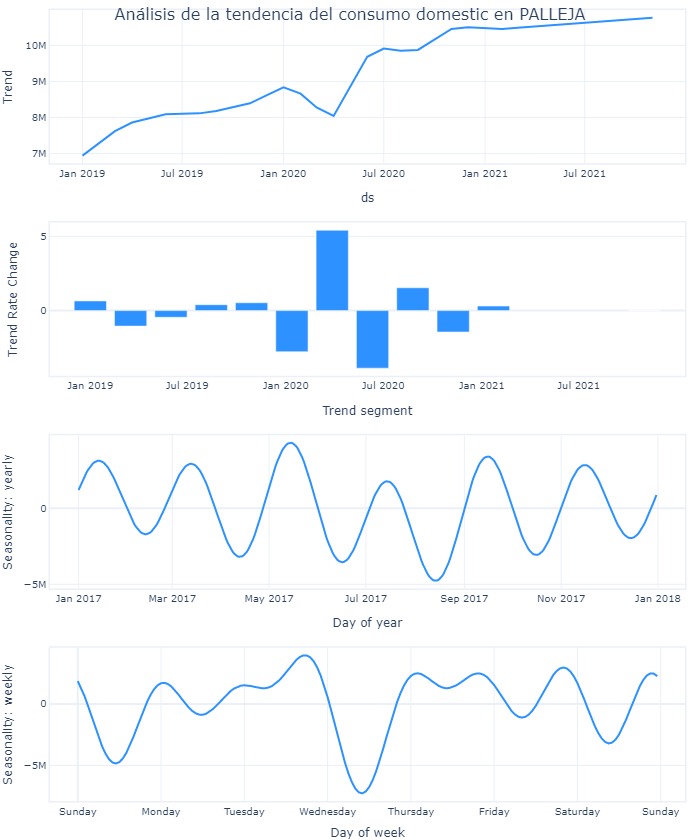 Análisis de la tendencia del consumo domestic en PALLEJA
Trend
10M
9M
8M
7M
Jan 2019 Jul 2019 Jan 2020 Jul 2020 Jan 2021 Jul 2021
ds
Trend Rate Change
5
0
Jan 2019 Jul 2019 Jan 2020 Jul 2020 Jan 2021 Jul 2021
Trend segment
Seasonality: yearly
0
−5M
Jan 2017 Mar 2017 May 2017 Jul 2017 Sep 2017 Nov 2017 Jan 2018
Day of year
Seasonality: weekly
0
−5M
Sunday Monday Tuesday Wednesday Thursday Friday Saturday Sunday
Day of week